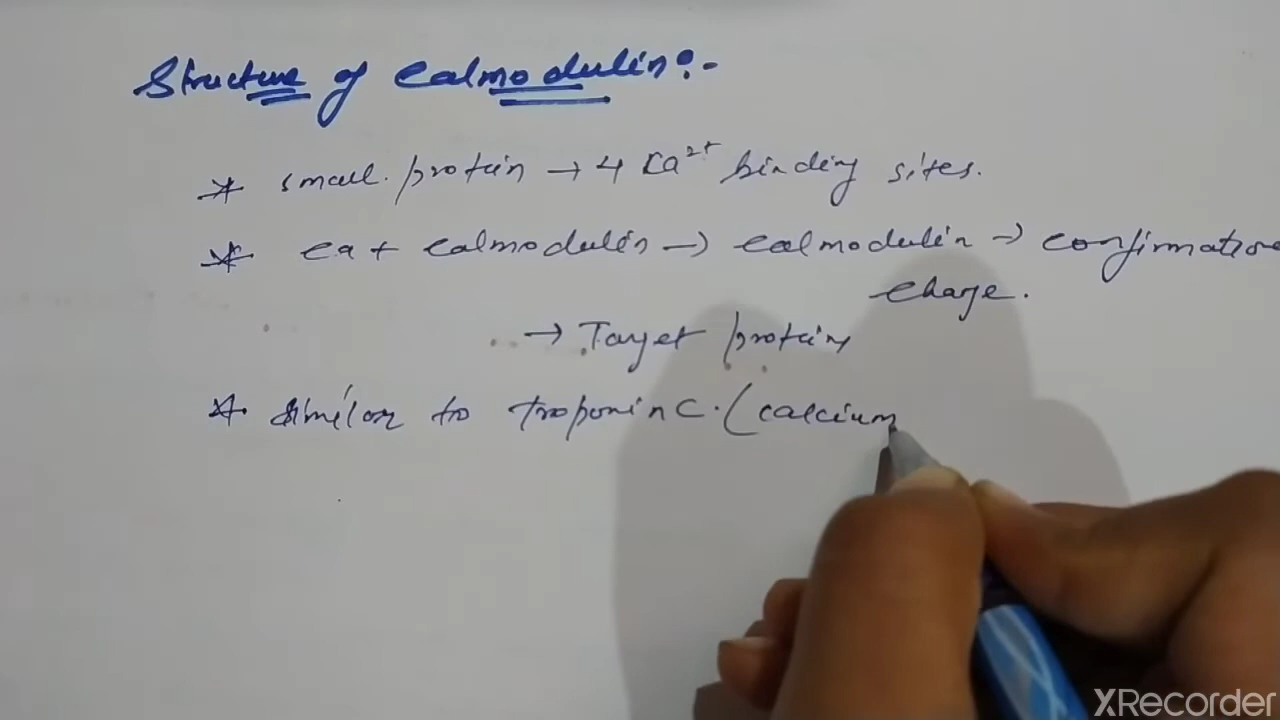 Structure of Calmodulin:-
* small protein → 4 Ca²⁺ binding sites.
* Ca + Calmodulin → Calmodulin → confirmation
change.
→ Target protein
* Similar to troponin C. (calcium
XRecorder